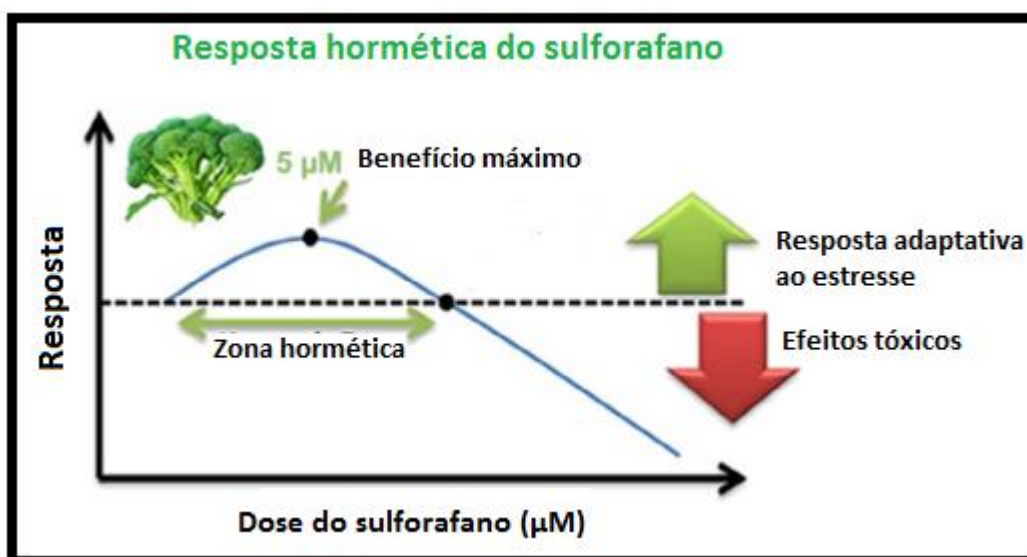 Resposta hormética do sulforafano
5 µM
Benefício máximo
Resposta
Resposta adaptativa
ao estresse
Zona hormética
Efeitos tóxicos
Dose do sulforafano (µM)